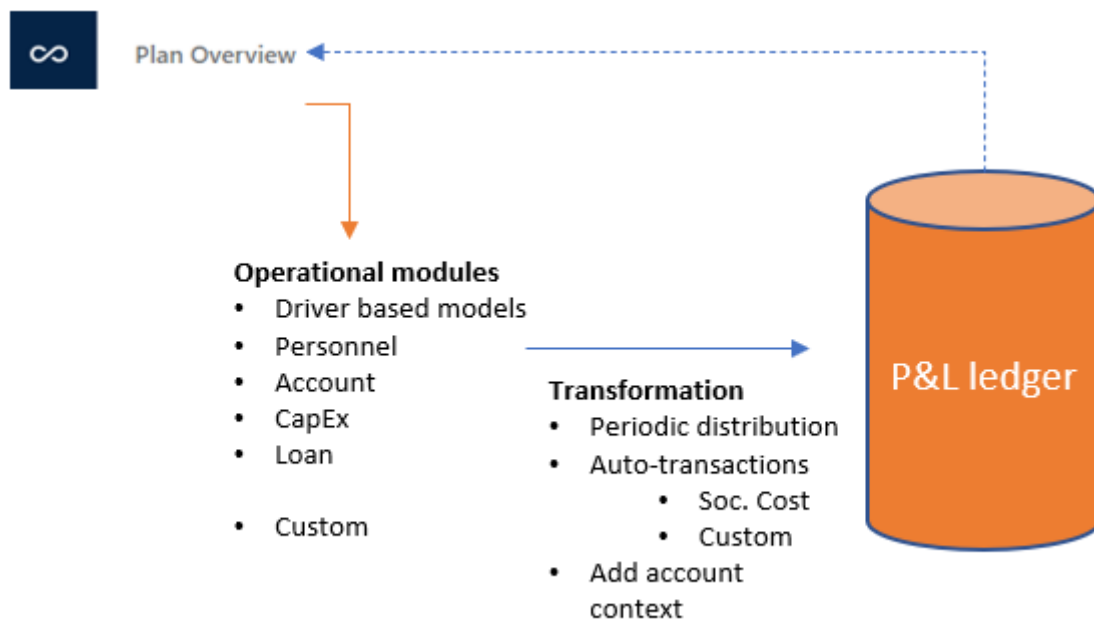 Plan Overview
Operational modules
• Driver based models
• Personnel
• Account
• CapEx
• Loan
• Custom
Transformation
• Periodic distribution
• Auto-transactions
• Soc. Cost
• Custom
• Add account
context
P&L ledger